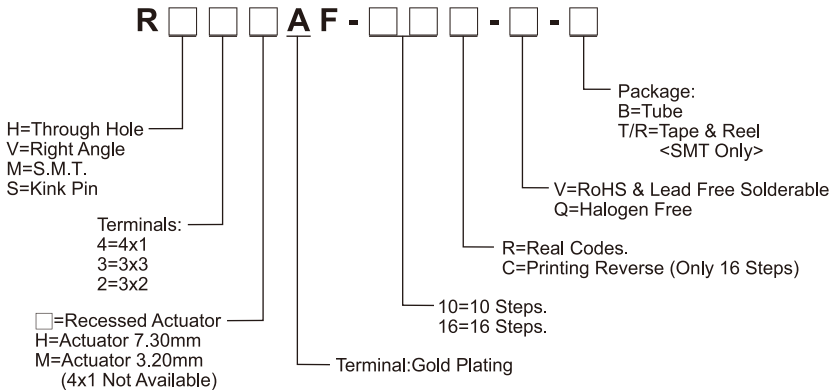 R□□□AF-□□□-□-□
Package:
B=Tube
T/R=Tape & Reel
<SMT Only>
H=Through Hole
V=Right Angle
M=S.M.T.
S=Kink Pin
V=RoHS & Lead Free Solderable
Q=Halogen Free
Terminals:
4=4x1
3=3x3
2=3x2
R=Real Codes.
C=Printing Reverse (Only 16 Steps)
□=Recessed Actuator
H=Actuator 7.30mm
M=Actuator 3.20mm
(4x1 Not Available)
10=10 Steps.
16=16 Steps.
Terminal:Gold Plating